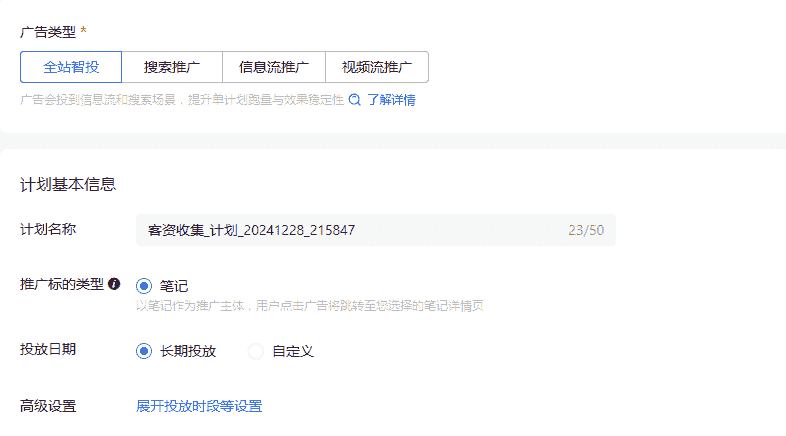 广告类型 *
全站智投 搜索推广 信息流推广 视频流推广
广告会投到信息流和搜索场景，提升单计划跑量与效果稳定性 了解详情
计划基本信息
计划名称 客资收集_计划_20241228_215847 23/50
推广标的类型 笔记
以笔记作为推广主体，用户点击广告将跳转至您选择的笔记详情页
投放日期 长期投放 自定义
高级设置 展开投放时段等设置